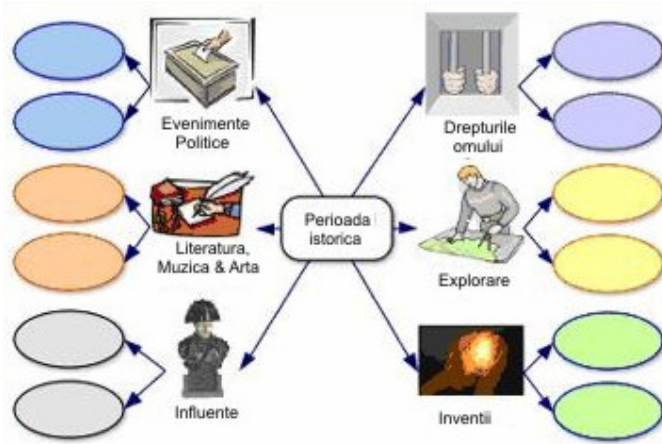 Evenimente
Politice
Drepturile
omului
Perioada
istorica
Literatura,
Muzica & Arta
Explorare
Influente
Inventii